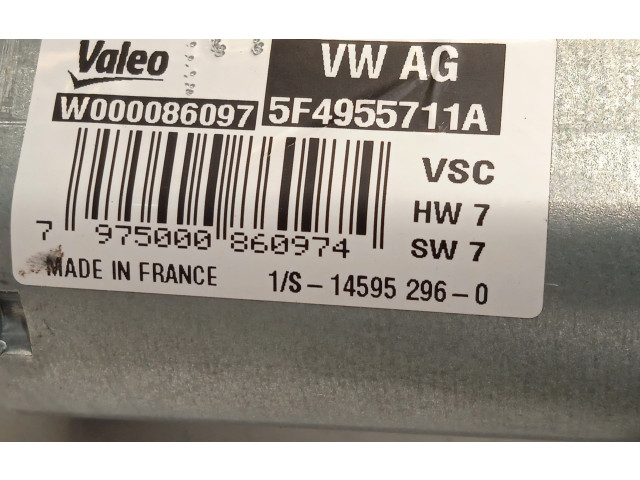 Valeo
VW AG
W000086097
5F4955711A
VSC
HW 7
SW 7
7 975000 860974
MADE IN FRANCE
1/S-14595 296-0